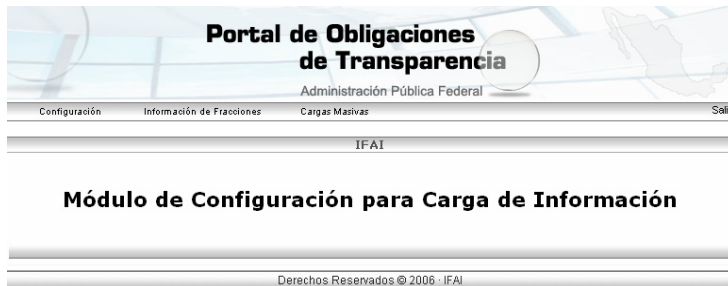 Portal de Obligaciones
de Transparencia
Administración Pública Federal
Configuración Información de Fracciones Cargas Masivas Sali
IFAI
Módulo de Configuración para Carga de Información
Derechos Reservados © 2006 · IFAI